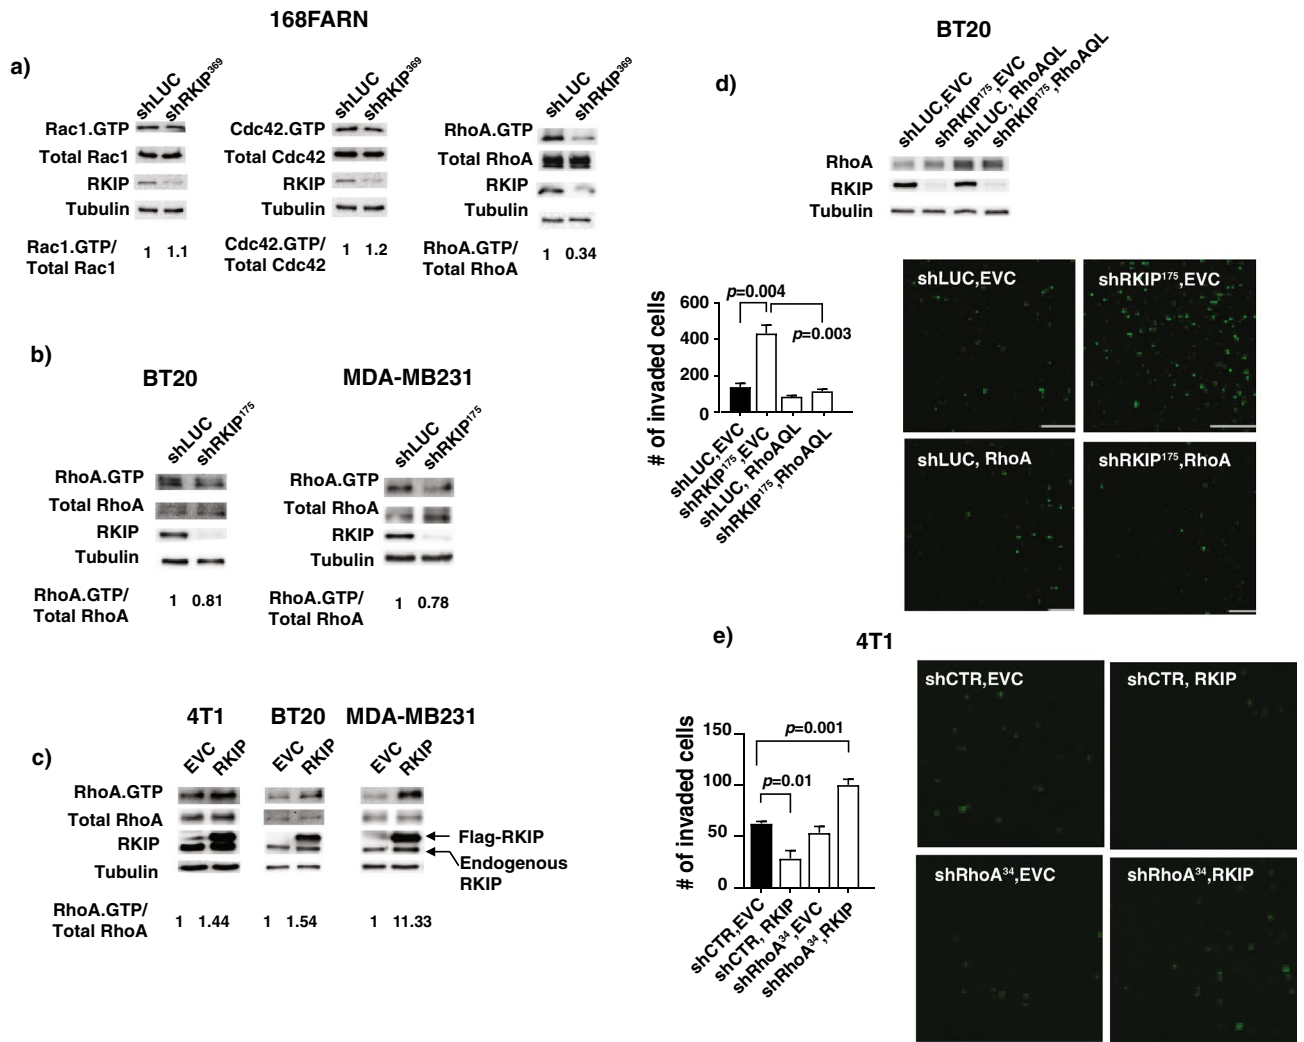 168FARN
a)
shLUC
shRKIP³⁶⁹
Rac1.GTP
Total Rac1
RKIP
Tubulin
Rac1.GTP/
Total Rac1
1 1.1
shLUC
shRKIP³⁶⁹
Cdc42.GTP
Total Cdc42
RKIP
Tubulin
Cdc42.GTP/
Total Cdc42
1 1.2
shLUC
shRKIP³⁶⁹
RhoA.GTP
Total RhoA
RKIP
Tubulin
RhoA.GTP/
Total RhoA
1 0.34
b)
BT20
shLUC
shRKIP¹⁷⁵
RhoA.GTP
Total RhoA
RKIP
Tubulin
RhoA.GTP/
Total RhoA
1 0.81
MDA-MB231
shLUC
shRKIP¹⁷⁵
RhoA.GTP
Total RhoA
RKIP
Tubulin
RhoA.GTP/
Total RhoA
1 0.78
c)
4T1 BT20 MDA-MB231
EVC
RKIP
EVC
RKIP
EVC
RKIP
RhoA.GTP
Total RhoA
RKIP
Tubulin
Flag-RKIP
Endogenous
RKIP
RhoA.GTP/
Total RhoA
1 1.44 1 1.54 1 11.33
d)
BT20
shLUC,EVC
shRKIP¹⁷⁵,EVC
shLUC, RhoAQL
shRKIP¹⁷⁵,RhoAQL
RhoA
RKIP
Tubulin
# of invaded cells
600
400
200
0
p=0.004
p=0.003
shLUC,EVC
shRKIP¹⁷⁵,EVC
shLUC, RhoAQL
shRKIP¹⁷⁵,RhoAQL
shLUC,EVC
shRKIP¹⁷⁵,EVC
shLUC, RhoA
shRKIP¹⁷⁵,RhoA
e)
4T1
# of invaded cells
150
100
50
0
p=0.001
p=0.01
shCTR,EVC
shCTR, RKIP
shRhoA³⁴,EVC
shRhoA³⁴,RKIP
shCTR,EVC
shCTR, RKIP
shRhoA³⁴,EVC
shRhoA³⁴,RKIP